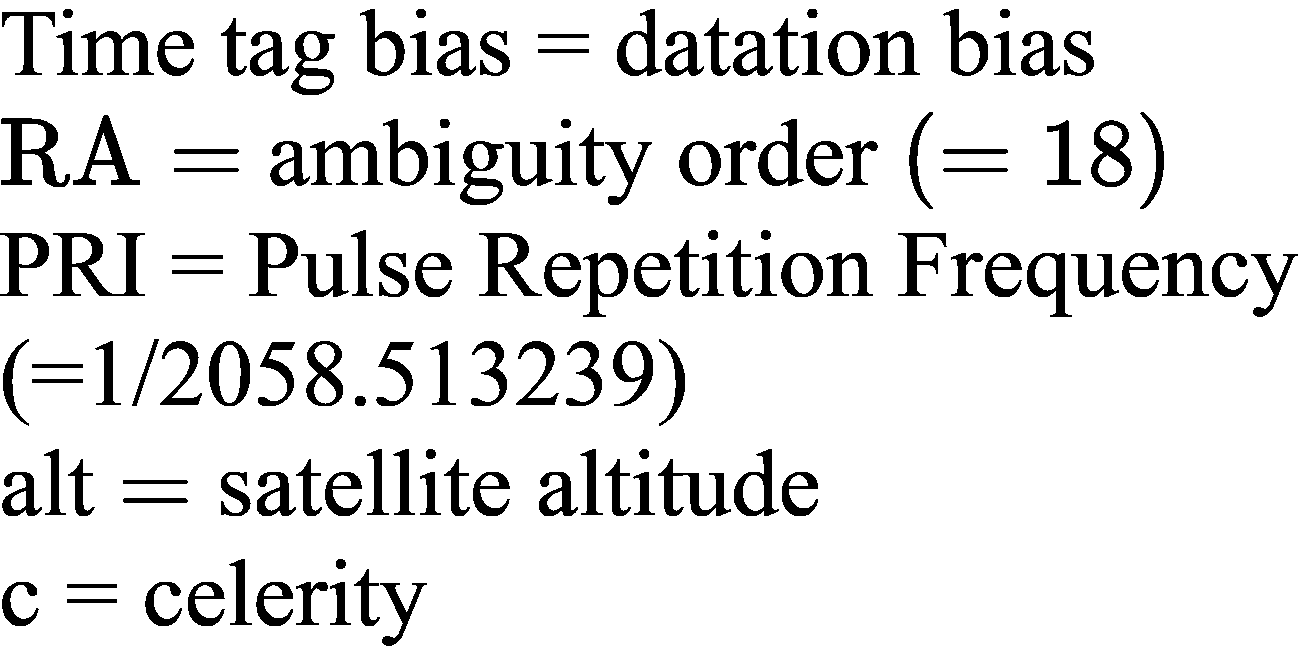 Time tag bias = datation bias
RA = ambiguity order (= 18)
PRI = Pulse Repetition Frequency
(=1/2058.513239)
alt = satellite altitude
c = celerity